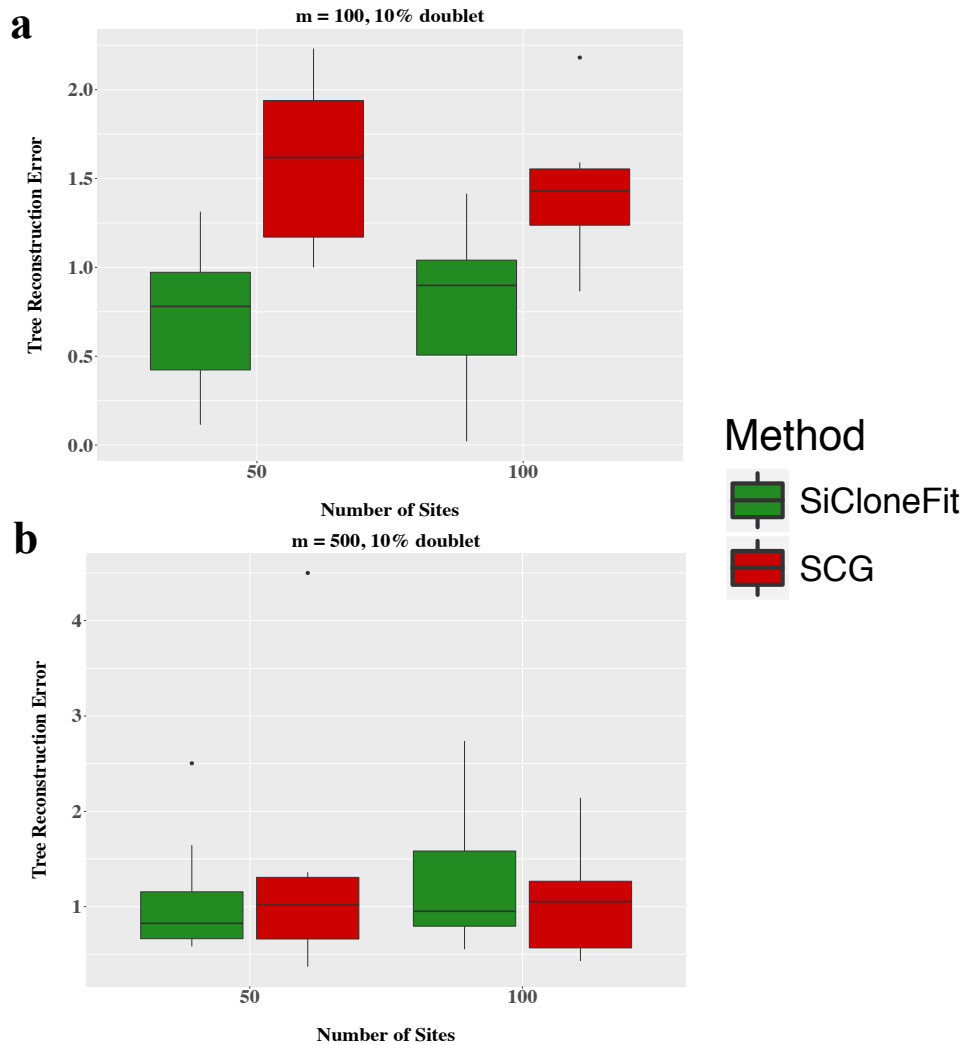 a
m = 100, 10% doublet
Tree Reconstruction Error
2.0
1.5
1.0
0.5
0.0
50
100
Number of Sites
b
m = 500, 10% doublet
Tree Reconstruction Error
4
3
2
1
50
100
Number of Sites
Method
SiCloneFit
SCG